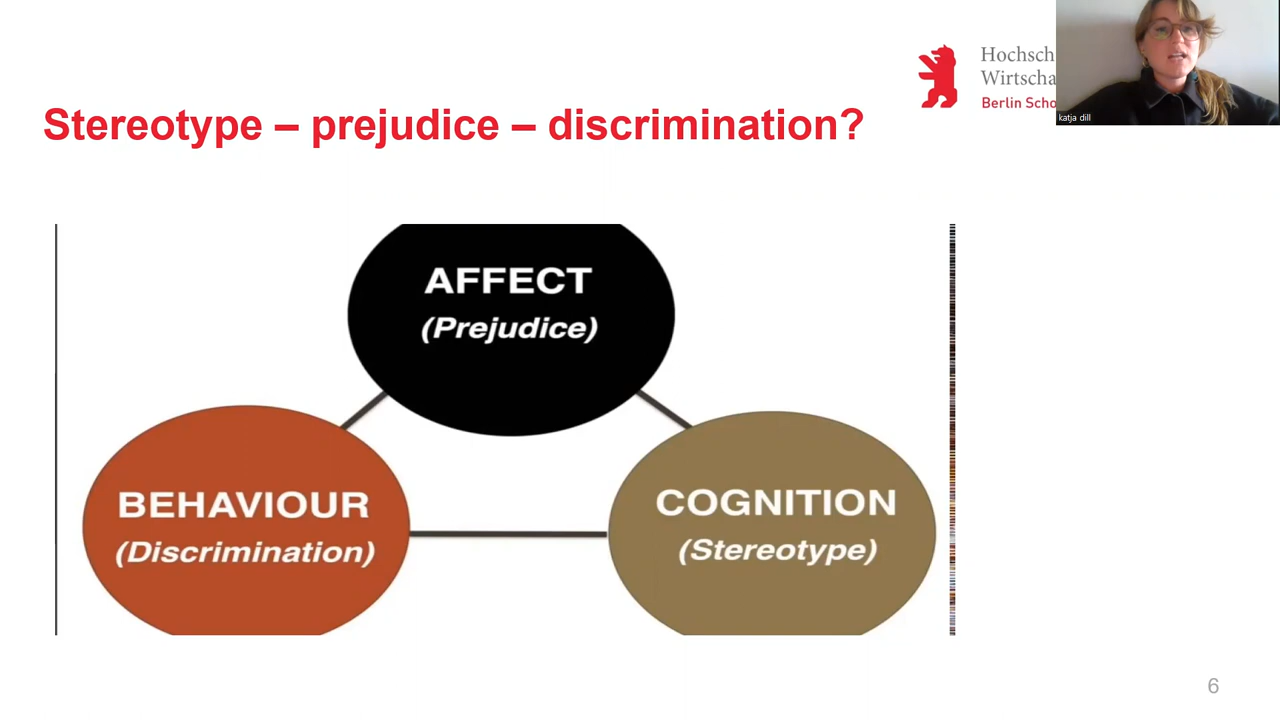 Stereotype – prejudice – discrimination?
Hochsch
Wirtscha
Berlin Scho
katja dill
AFFECT
(Prejudice)
BEHAVIOUR
(Discrimination)
COGNITION
(Stereotype)
6